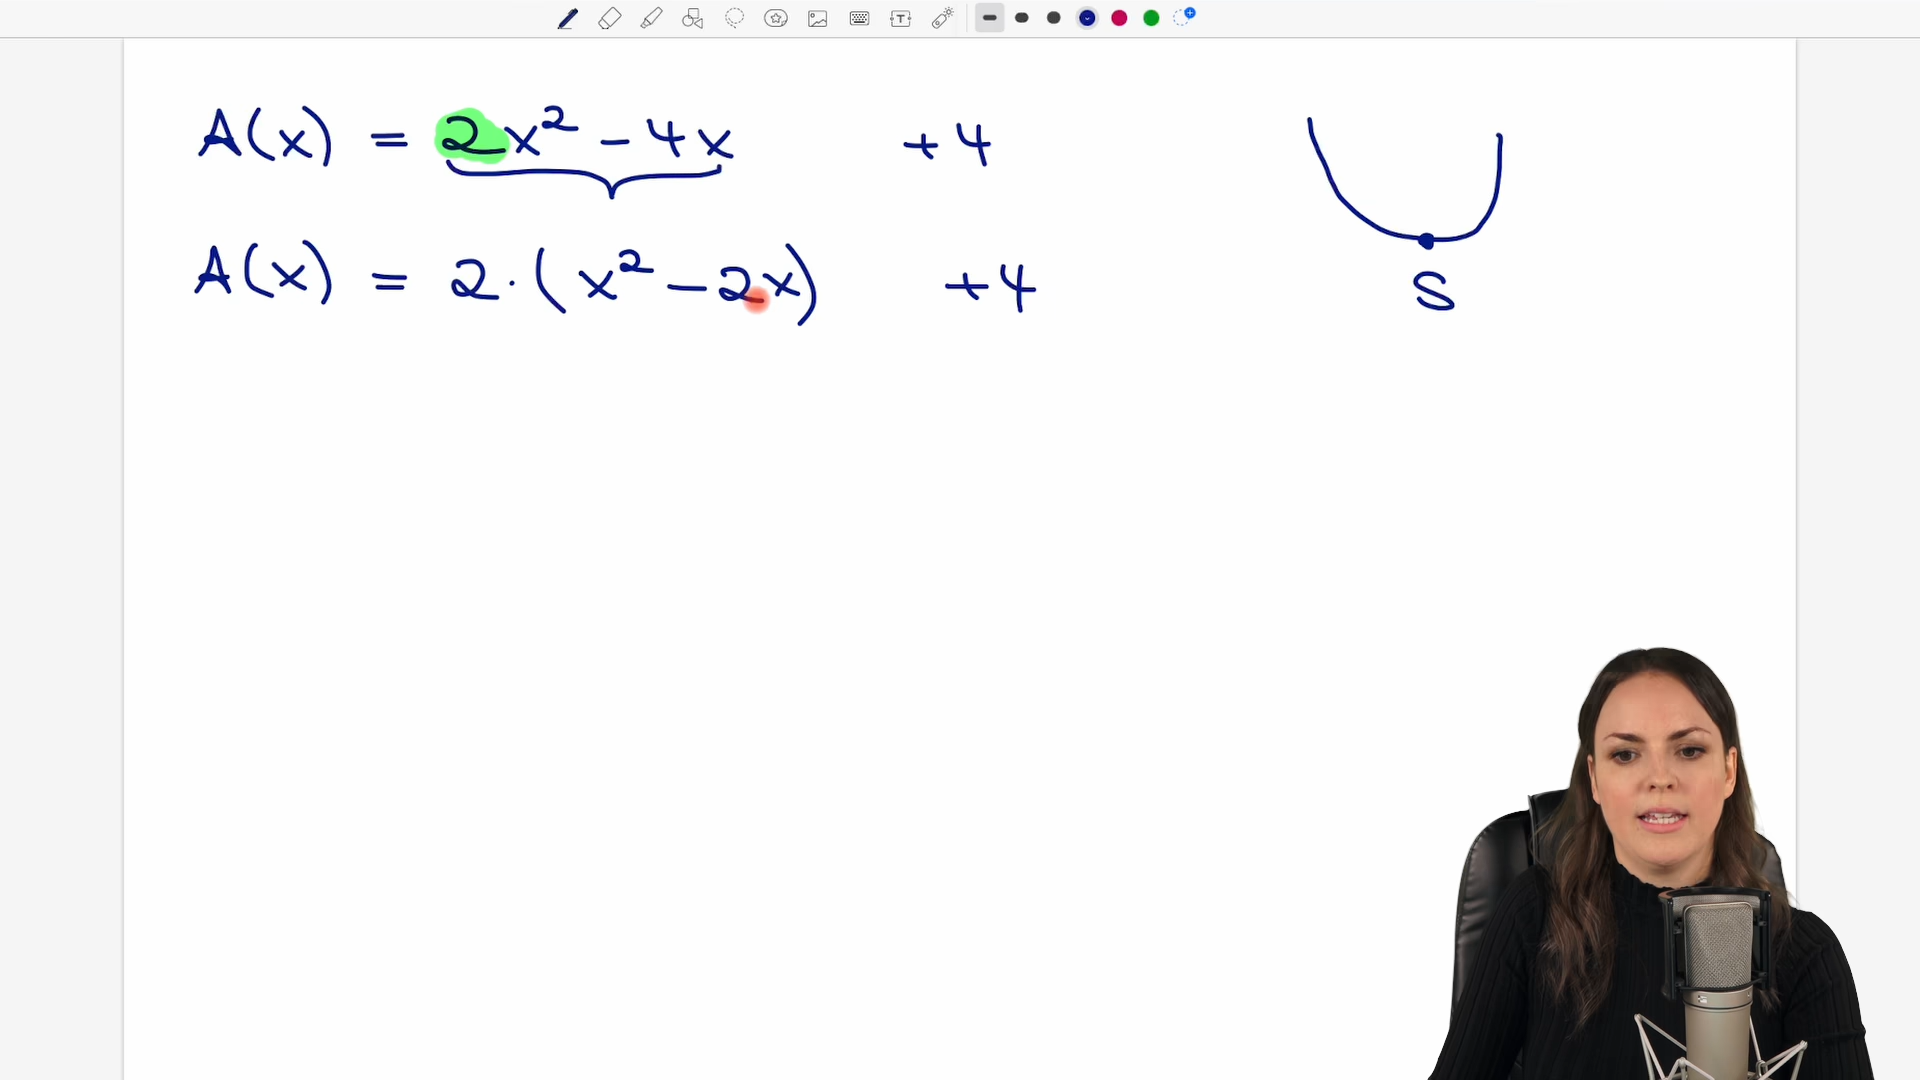 A(x) = 2x² - 4x + 4
A(x) = 2·(x² - 2x) + 4
S